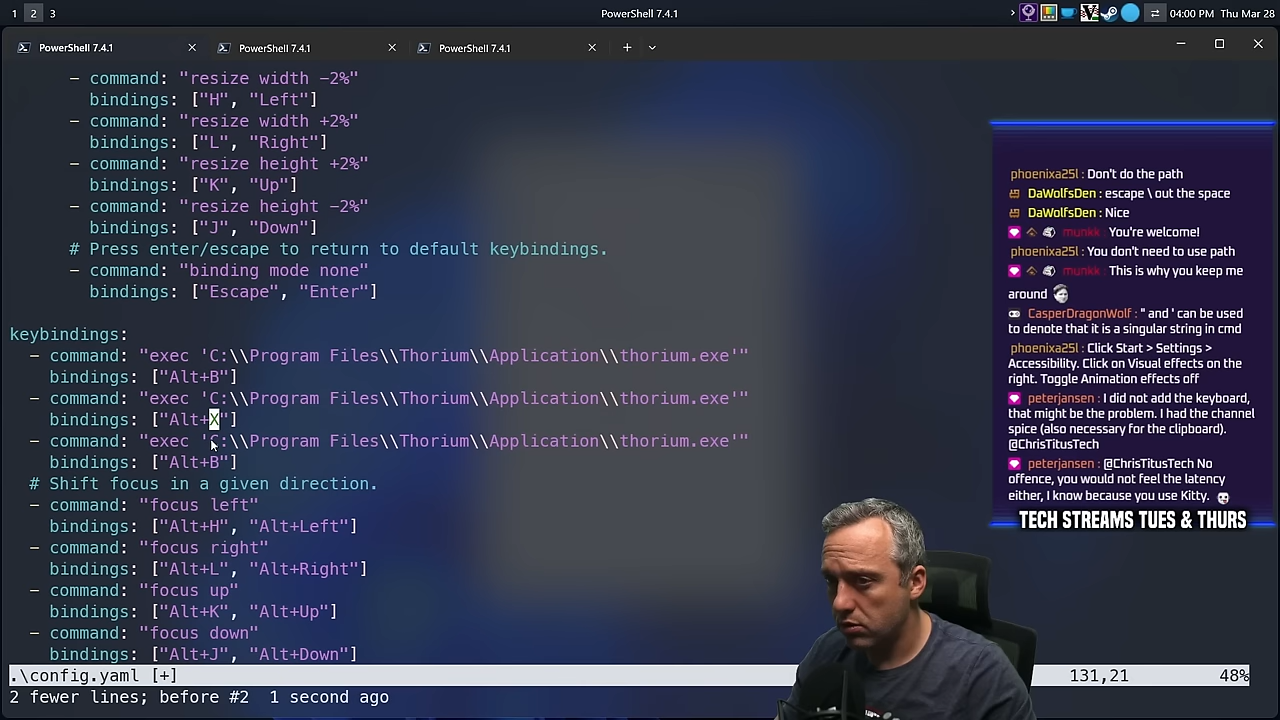 1 2 3 PowerShell 7.4.1 04:00 PM Thu Mar 28
PowerShell 7.4.1 PowerShell 7.4.1 PowerShell 7.4.1
- command: "resize width -2%"
bindings: ["H", "Left"]
- command: "resize width +2%"
bindings: ["L", "Right"]
- command: "resize height +2%"
bindings: ["K", "Up"]
- command: "resize height -2%"
bindings: ["J", "Down"]
# Press enter/escape to return to default keybindings.
- command: "binding mode none"
bindings: ["Escape", "Enter"]
keybindings:
- command: "exec 'C:\\Program Files\\Thorium\\Application\\thorium.exe'"
bindings: ["Alt+B"]
- command: "exec 'C:\\Program Files\\Thorium\\Application\\thorium.exe'"
bindings: ["Alt+X"]
- command: "exec 'C:\\Program Files\\Thorium\\Application\\thorium.exe'"
bindings: ["Alt+B"]
# Shift focus in a given direction.
- command: "focus left"
bindings: ["Alt+H", "Alt+Left"]
- command: "focus right"
bindings: ["Alt+L", "Alt+Right"]
- command: "focus up"
bindings: ["Alt+K", "Alt+Up"]
- command: "focus down"
bindings: ["Alt+J", "Alt+Down"]
.\config.yaml [+] 131,21 48%
2 fewer lines; before #2 1 second ago
phoenixa25l : Don't do the path
DaWolfsDen : escape \ out the space
DaWolfsDen : Nice
munkk : You're welcome!
phoenixa25l : You don't need to use path
munkk : This is why you keep me
around
CasperDragonWolf : " and ' can be used
to denote that it is a singular string in cmd
phoenixa25l : Click Start > Settings >
Accessibility. Click on Visual effects on the
right. Toggle Animation effects off
peterjansen : I did not add the keyboard,
that might be the problem. I had the channel
spice (also necessary for the clipboard).
@ChrisTitusTech
peterjansen : @ChrisTitusTech No
offence, you would not feel the latency
either, I know because you use Kitty.
TECH STREAMS TUES & THURS